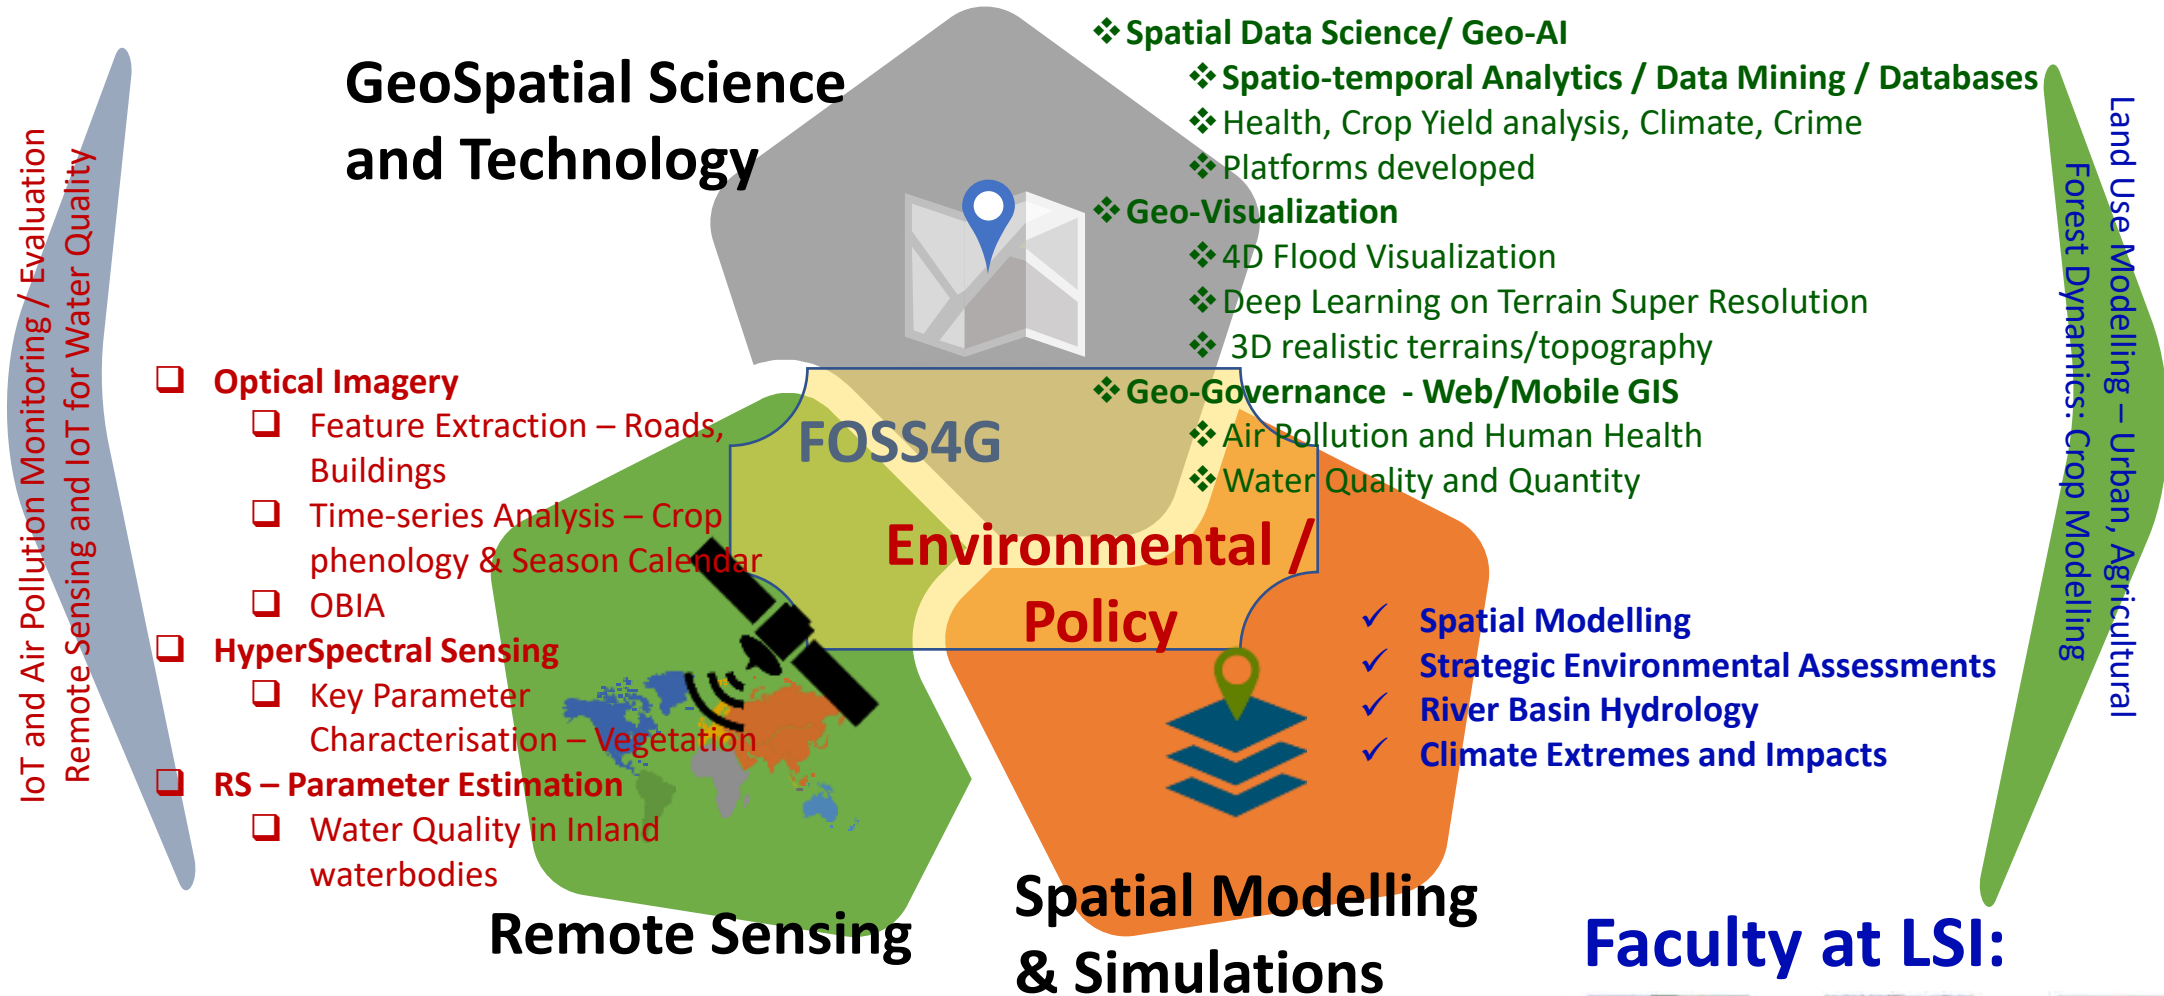 GeoSpatial Science
and Technology
❖ Spatial Data Science/ Geo-AI
❖ Spatio-temporal Analytics / Data Mining / Databases
❖ Health, Crop Yield analysis, Climate, Crime
❖ Platforms developed
❖ Geo-Visualization
❖ 4D Flood Visualization
❖ Deep Learning on Terrain Super Resolution
❖ 3D realistic terrains/topography
❖ Geo-Governance - Web/Mobile GIS
❖ Air Pollution and Human Health
❖ Water Quality and Quantity
IoT and Air Pollution Monitoring / Evaluation
Remote Sensing and IoT for Water Quality
❑ Optical Imagery
❑ Feature Extraction – Roads,
Buildings
❑ Time-series Analysis – Crop
phenology & Season Calendar
❑ OBIA
❑ HyperSpectral Sensing
❑ Key Parameter
Characterisation – Vegetation
❑ RS – Parameter Estimation
❑ Water Quality in Inland
waterbodies
Remote Sensing
FOSS4G
Environmental /
Policy
✓ Spatial Modelling
✓ Strategic Environmental Assessments
✓ River Basin Hydrology
✓ Climate Extremes and Impacts
Spatial Modelling
& Simulations
Land Use Modelling – Urban, Agricultural
Forest Dynamics: Crop Modelling
Faculty at LSI: